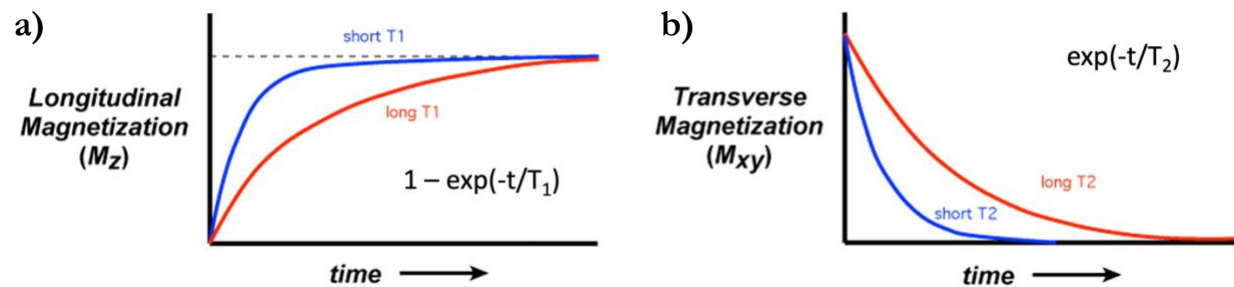 a)
Longitudinal
Magnetization
(Mz)
short T1
long T1
1 – exp(-t/T₁)
time
b)
Transverse
Magnetization
(Mxy)
exp(-t/T₂)
long T2
short T2
time